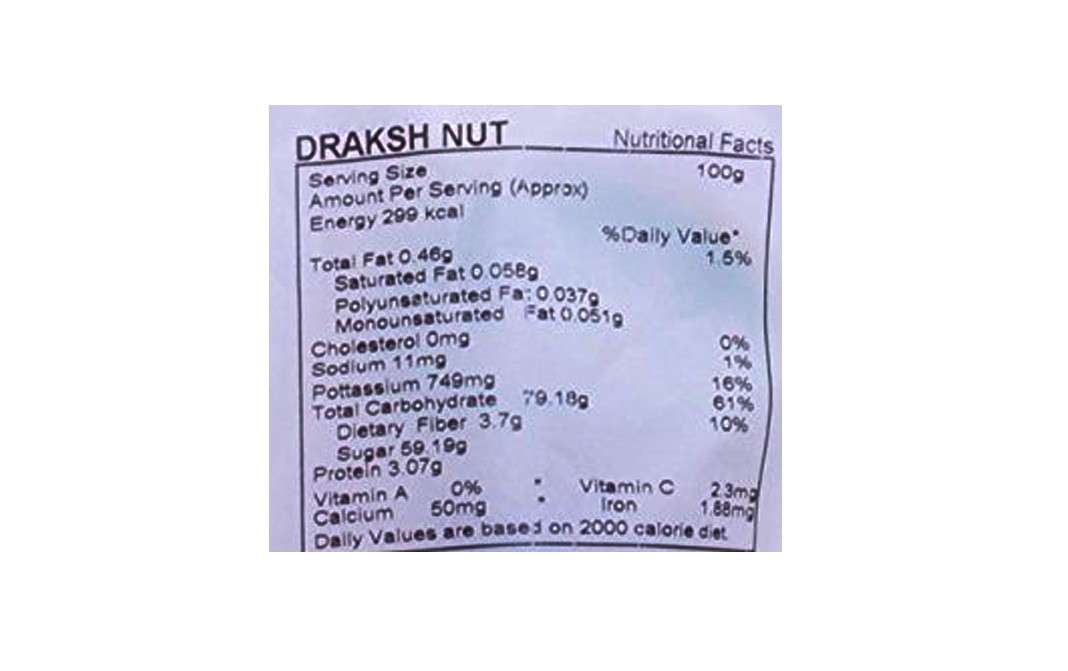 DRAKSH NUT Nutritional Facts
Serving Size 100g
Amount Per Serving (Approx)
Energy 299 kcal
%Daily Value*
Total Fat 0.46g 1.5%
Saturated Fat 0.058g
Polyunsaturated Fat 0.037g
Monounsaturated Fat 0.051g
Cholesterol 0mg 0%
Sodium 11mg 1%
Pottassium 749mg 16%
Total Carbohydrate 79.18g 61%
Dietary Fiber 3.7g 10%
Sugar 59.19g
Protein 3.07g
Vitamin A 0% • Vitamin C 2.3mg
Calcium 50mg • Iron 1.88mg
Daily Values are based on 2000 calorie diet